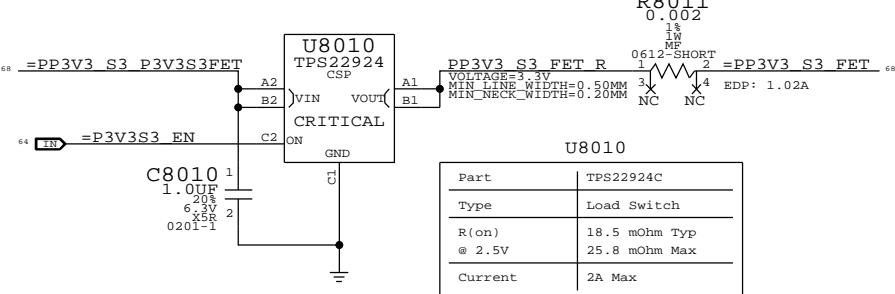 R8011
0.002
1%
1W
MF
0612-SHORT
68 =PP3V3_S3_P3V3S3FET
U8010
TPS22924
CSP
A2
B2
VIN
VOUT
A1
B1
CRITICAL
C2
ON
GND
C1
PP3V3_S3_FET_R
VOLTAGE=3.3V
MIN_LINE_WIDTH=0.50MM
MIN_NECK_WIDTH=0.20MM
1
2
3
4
NC
NC
=PP3V3_S3_FET 68
EDP: 1.02A
64 IN =P3V3S3_EN
C8010
1.0UF
20%
6.3V
X5R
0201-1
1
2
U8010
Part TPS22924C
Type Load Switch
R(on) 18.5 mOhm Typ
@ 2.5V 25.8 mOhm Max
Current 2A Max